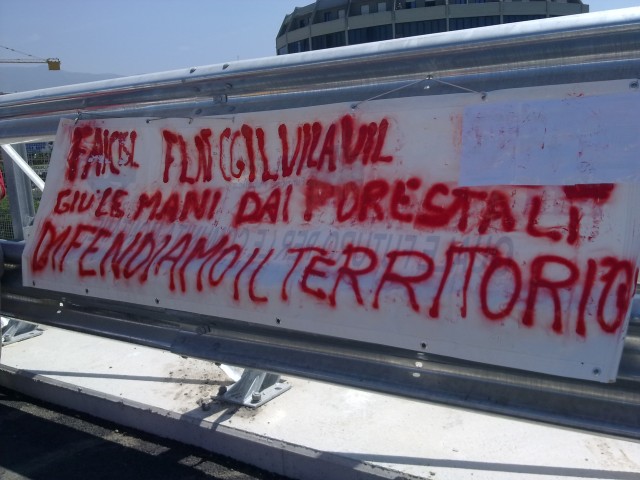 FAI CISL FLAI CGIL UILA UIL
GIU' LE MANI DAI FORESTALI
DIFENDIAMO IL TERRITORIO